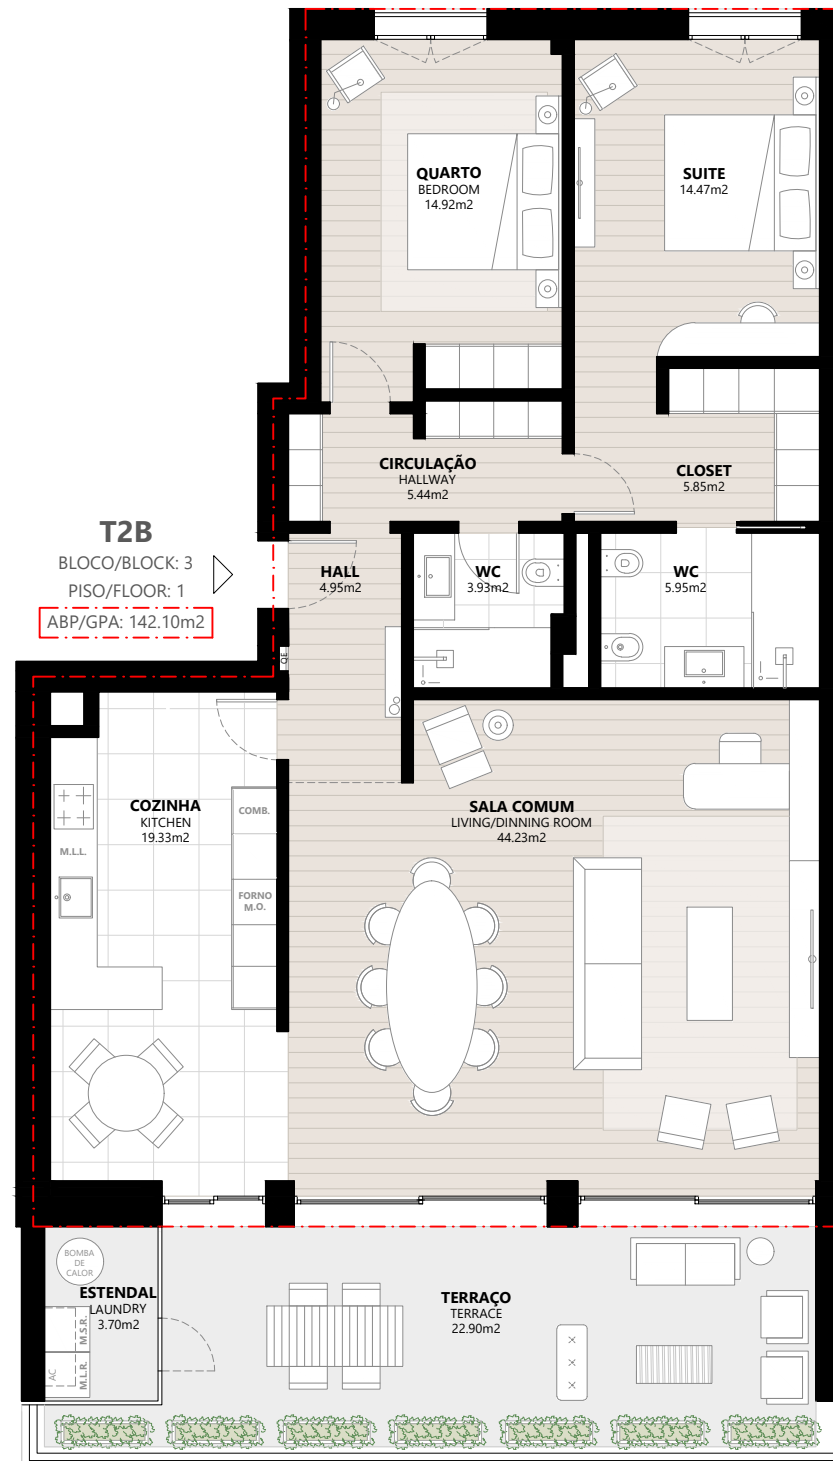 QUARTO
BEDROOM
14.92m2
SUITE
14.47m2
CIRCULAÇÃO
HALLWAY
5.44m2
CLOSET
5.85m2
T2B
BLOCO/BLOCK: 3
PISO/FLOOR: 1
ABP/GPA: 142.10m2
HALL
4.95m2
WC
3.93m2
WC
5.95m2
QE
COZINHA
KITCHEN
19.33m2
COMB.
M.L.L.
FORNO
M.O.
SALA COMUM
LIVING/DINNING ROOM
44.23m2
BOMBA
DE
CALOR
ESTENDAL
LAUNDRY
3.70m2
M.S.R.
AC
M.L.R.
TERRAÇO
TERRACE
22.90m2